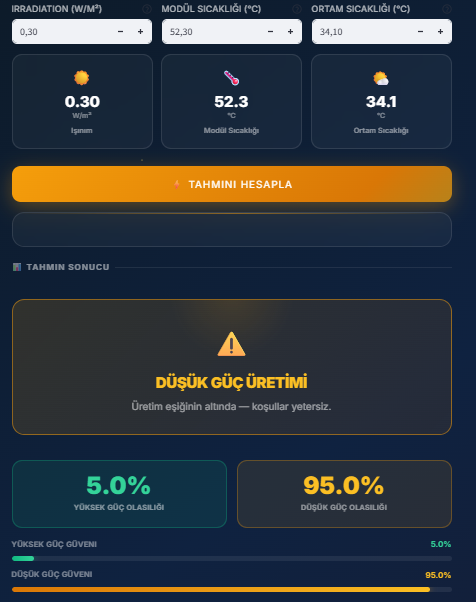 IRRADIATION (W/M²) MODÜL SICAKLIĞI (°C) ORTAM SICAKLIĞI (°C)
0,30 − + 52,30 − + 34,10 − +
0.30 52.3 34.1
W/m² °C °C
Işınım Modül Sıcaklığı Ortam Sıcaklığı
TAHMINI HESAPLA
TAHMIN SONUCU
DÜŞÜK GÜÇ ÜRETİMİ
Üretim eşiğinin altında — koşullar yetersiz.
5.0% 95.0%
YÜKSEK GÜÇ OLASILIĞI DÜŞÜK GÜÇ OLASILIĞI
YÜKSEK GÜÇ GÜVENI 5.0%
DÜŞÜK GÜÇ GÜVENI 95.0%